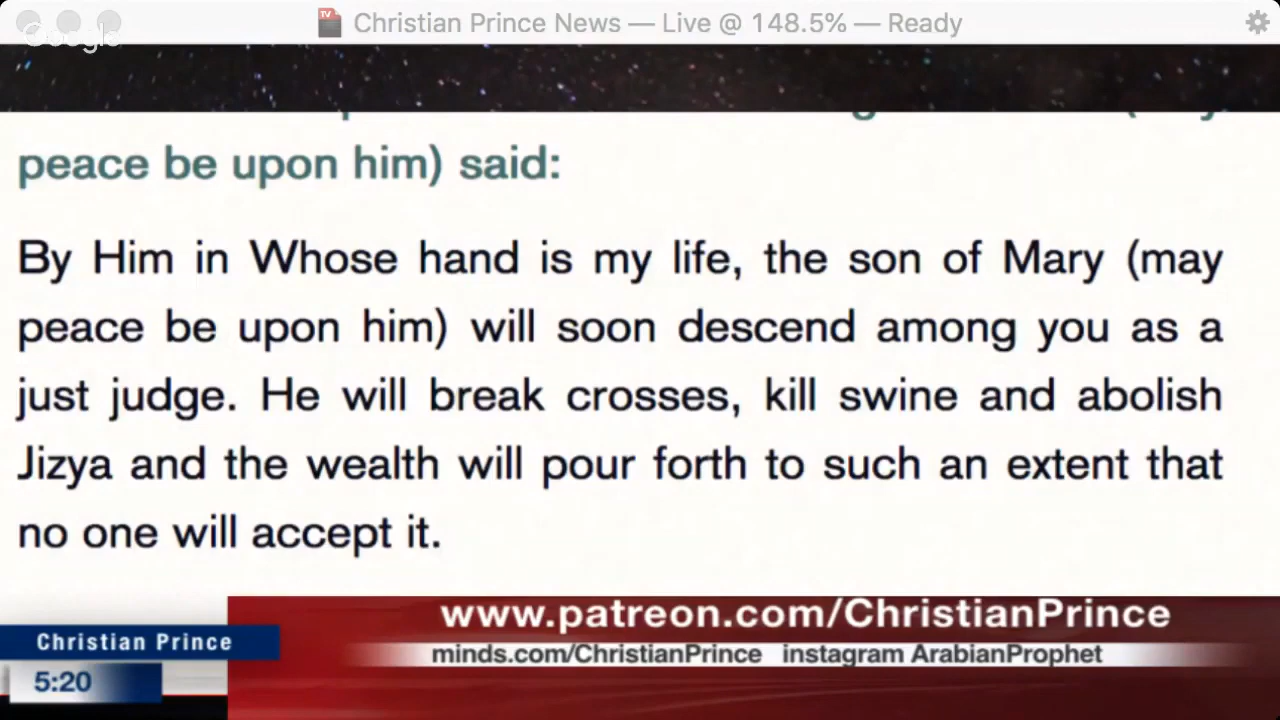 Christian Prince News — Live @ 148.5% — Ready
Google
peace be upon him) said:
By Him in Whose hand is my life, the son of Mary (may
peace be upon him) will soon descend among you as a
just judge. He will break crosses, kill swine and abolish
Jizya and the wealth will pour forth to such an extent that
no one will accept it.
www.patreon.com/ChristianPrince
Christian Prince
minds.com/ChristianPrince instagram ArabianProphet
5:20